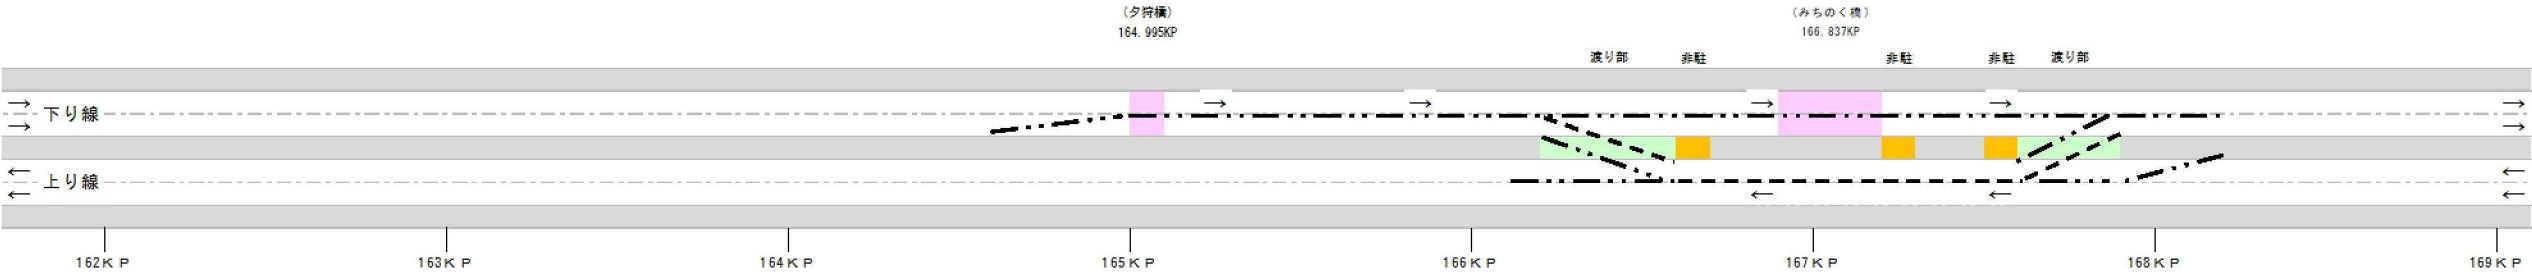 （夕狩橋）
164.995KP
（みちのく橋）
166.837KP
渡り部
非駐
非駐
非駐
渡り部
→
→
→
→
→
→
下り線
→
→
←
上り線
←
←
←
←
←
162ＫＰ
163ＫＰ
164ＫＰ
165ＫＰ
166ＫＰ
167ＫＰ
168ＫＰ
169ＫＰ